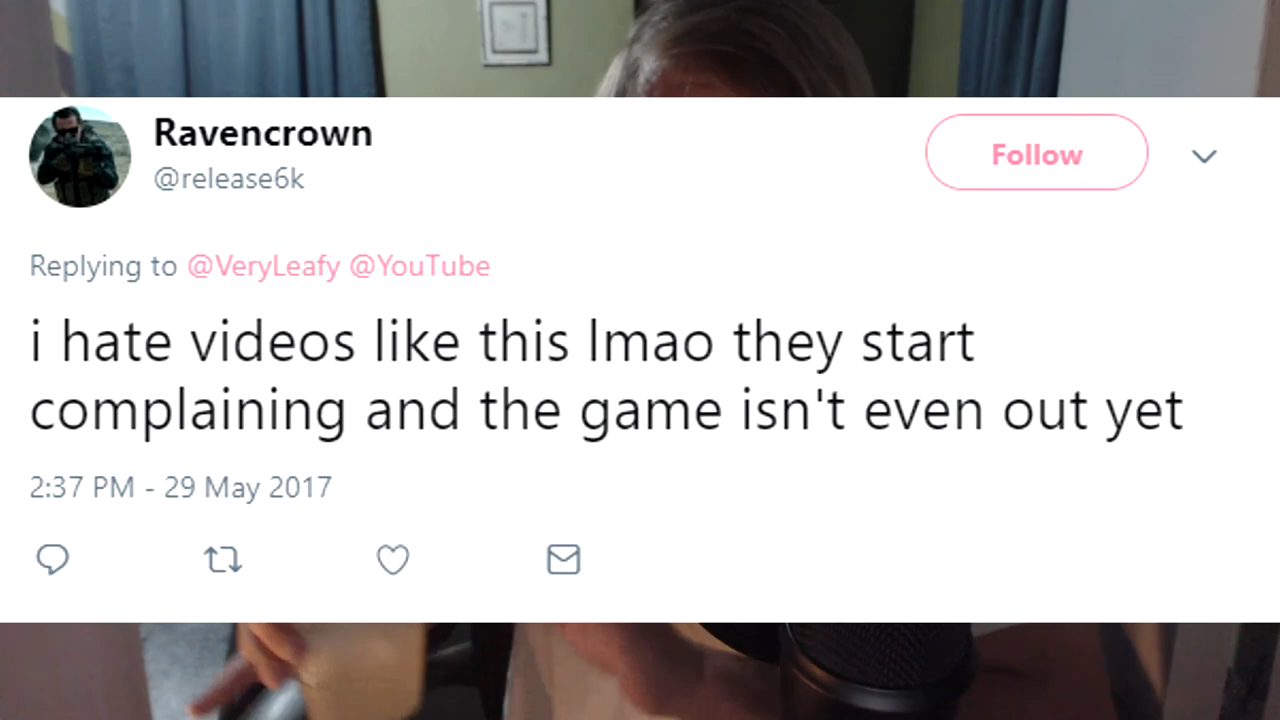 Ravencrown
@release6k
Follow
Replying to @VeryLeafy @YouTube
i hate videos like this lmao they start
complaining and the game isn't even out yet
2:37 PM - 29 May 2017